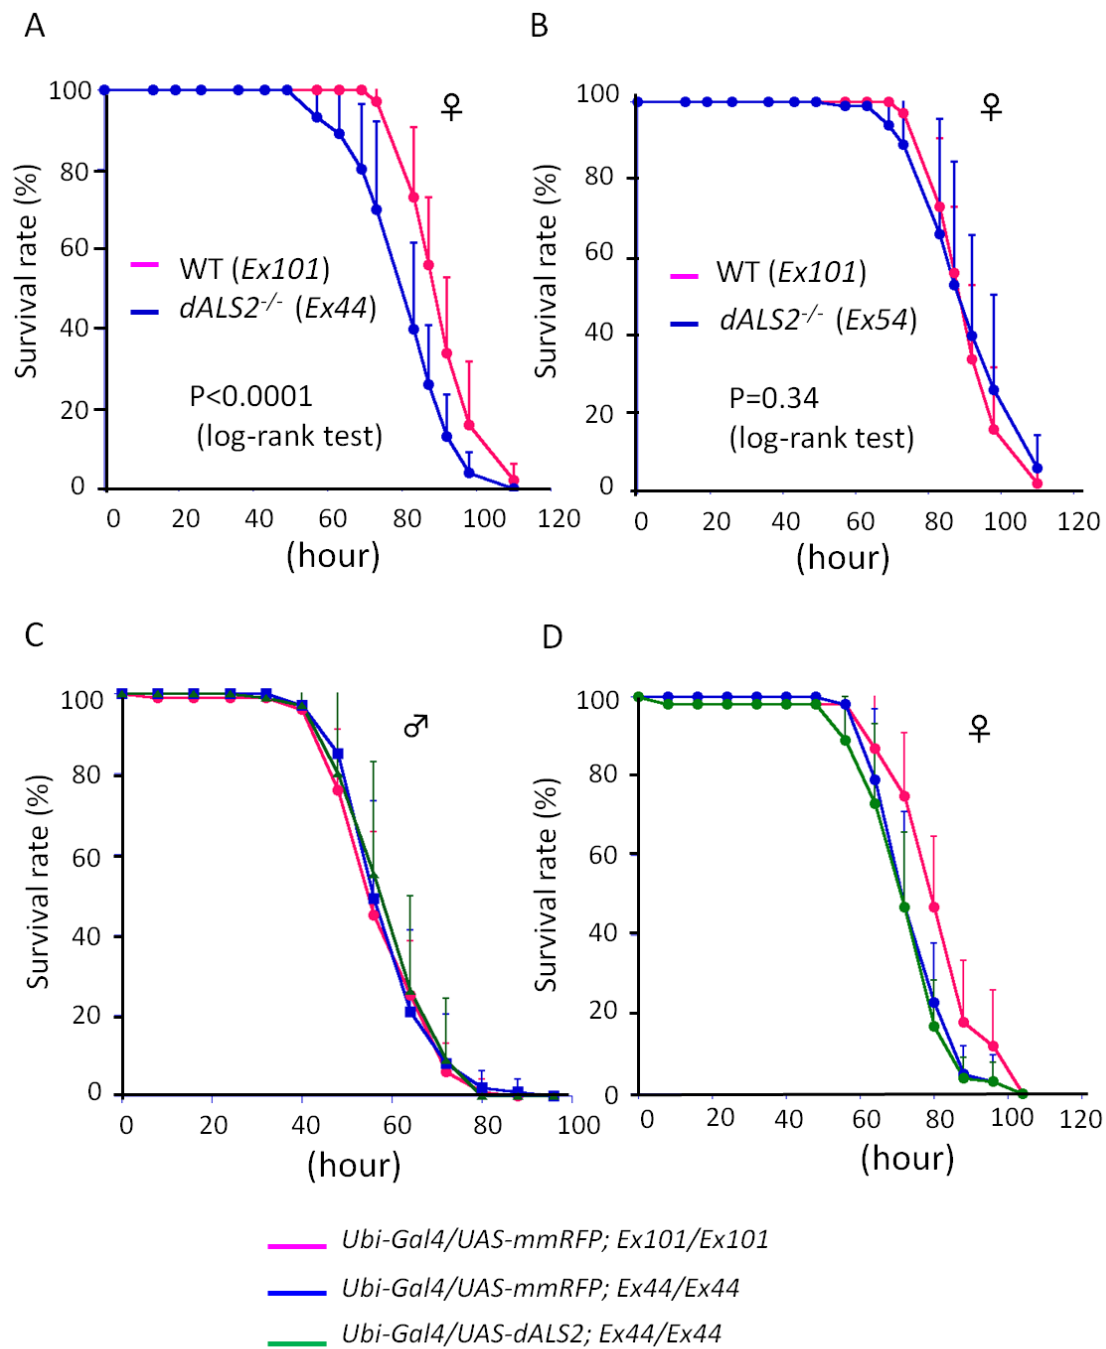 A
B
♀
♀
Survival rate (%)
100
80
60
40
20
0
WT (Ex101)
dALS2-/- (Ex44)
P<0.0001
(log-rank test)
0 20 40 60 80 100 120
(hour)
Survival rate (%)
100
80
60
40
20
0
WT (Ex101)
dALS2-/- (Ex54)
P=0.34
(log-rank test)
0 20 40 60 80 100 120
(hour)
C
D
♂
♀
Survival rate (%)
100
80
60
40
20
0
0 20 40 60 80 100
(hour)
Survival rate (%)
100
80
60
40
20
0
0 20 40 60 80 100 120
(hour)
Ubi-Gal4/UAS-mmRFP; Ex101/Ex101
Ubi-Gal4/UAS-mmRFP; Ex44/Ex44
Ubi-Gal4/UAS-dALS2; Ex44/Ex44